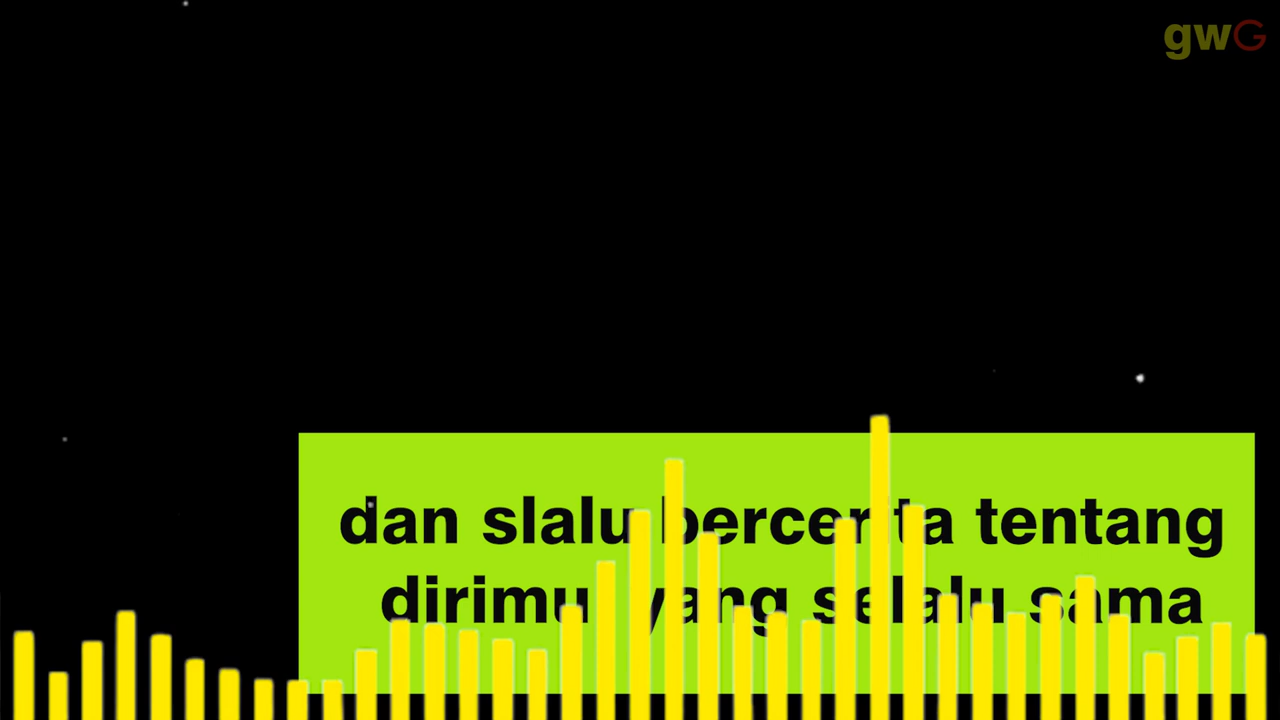 gwG
dan slalu bercerita tentang
dirimu yang selalu sama